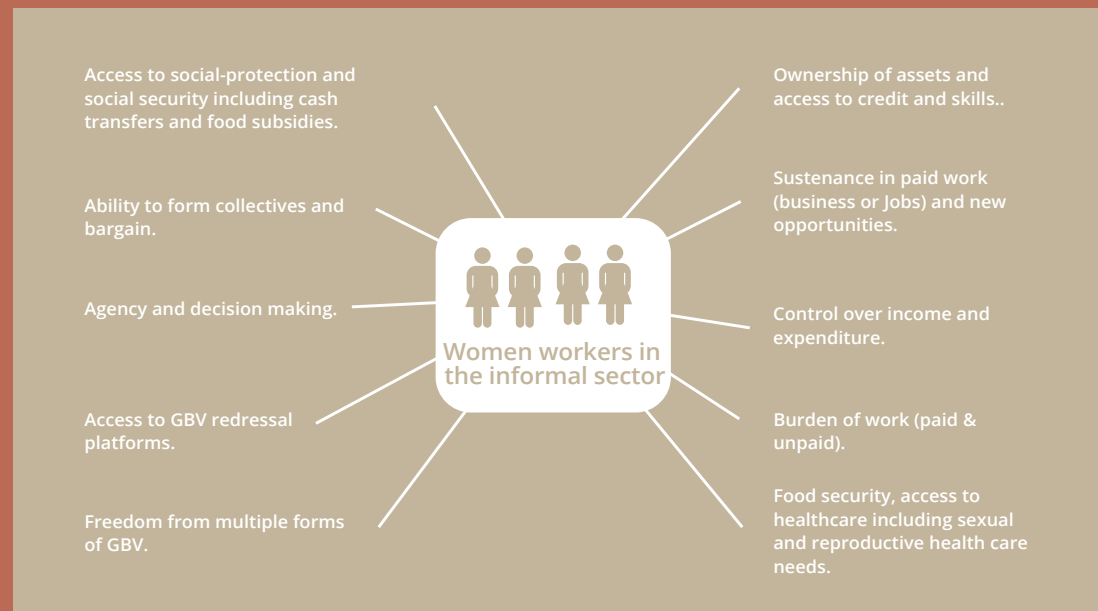 Access to social-protection and
social security including cash
transfers and food subsidies.
Ability to form collectives and
bargain.
Agency and decision making.
Access to GBV redressal
platforms.
Freedom from multiple forms
of GBV.
Women workers in
the informal sector
Ownership of assets and
access to credit and skills..
Sustenance in paid work
(business or Jobs) and new
opportunities.
Control over income and
expenditure.
Burden of work (paid &
unpaid).
Food security, access to
healthcare including sexual
and reproductive health care
needs.